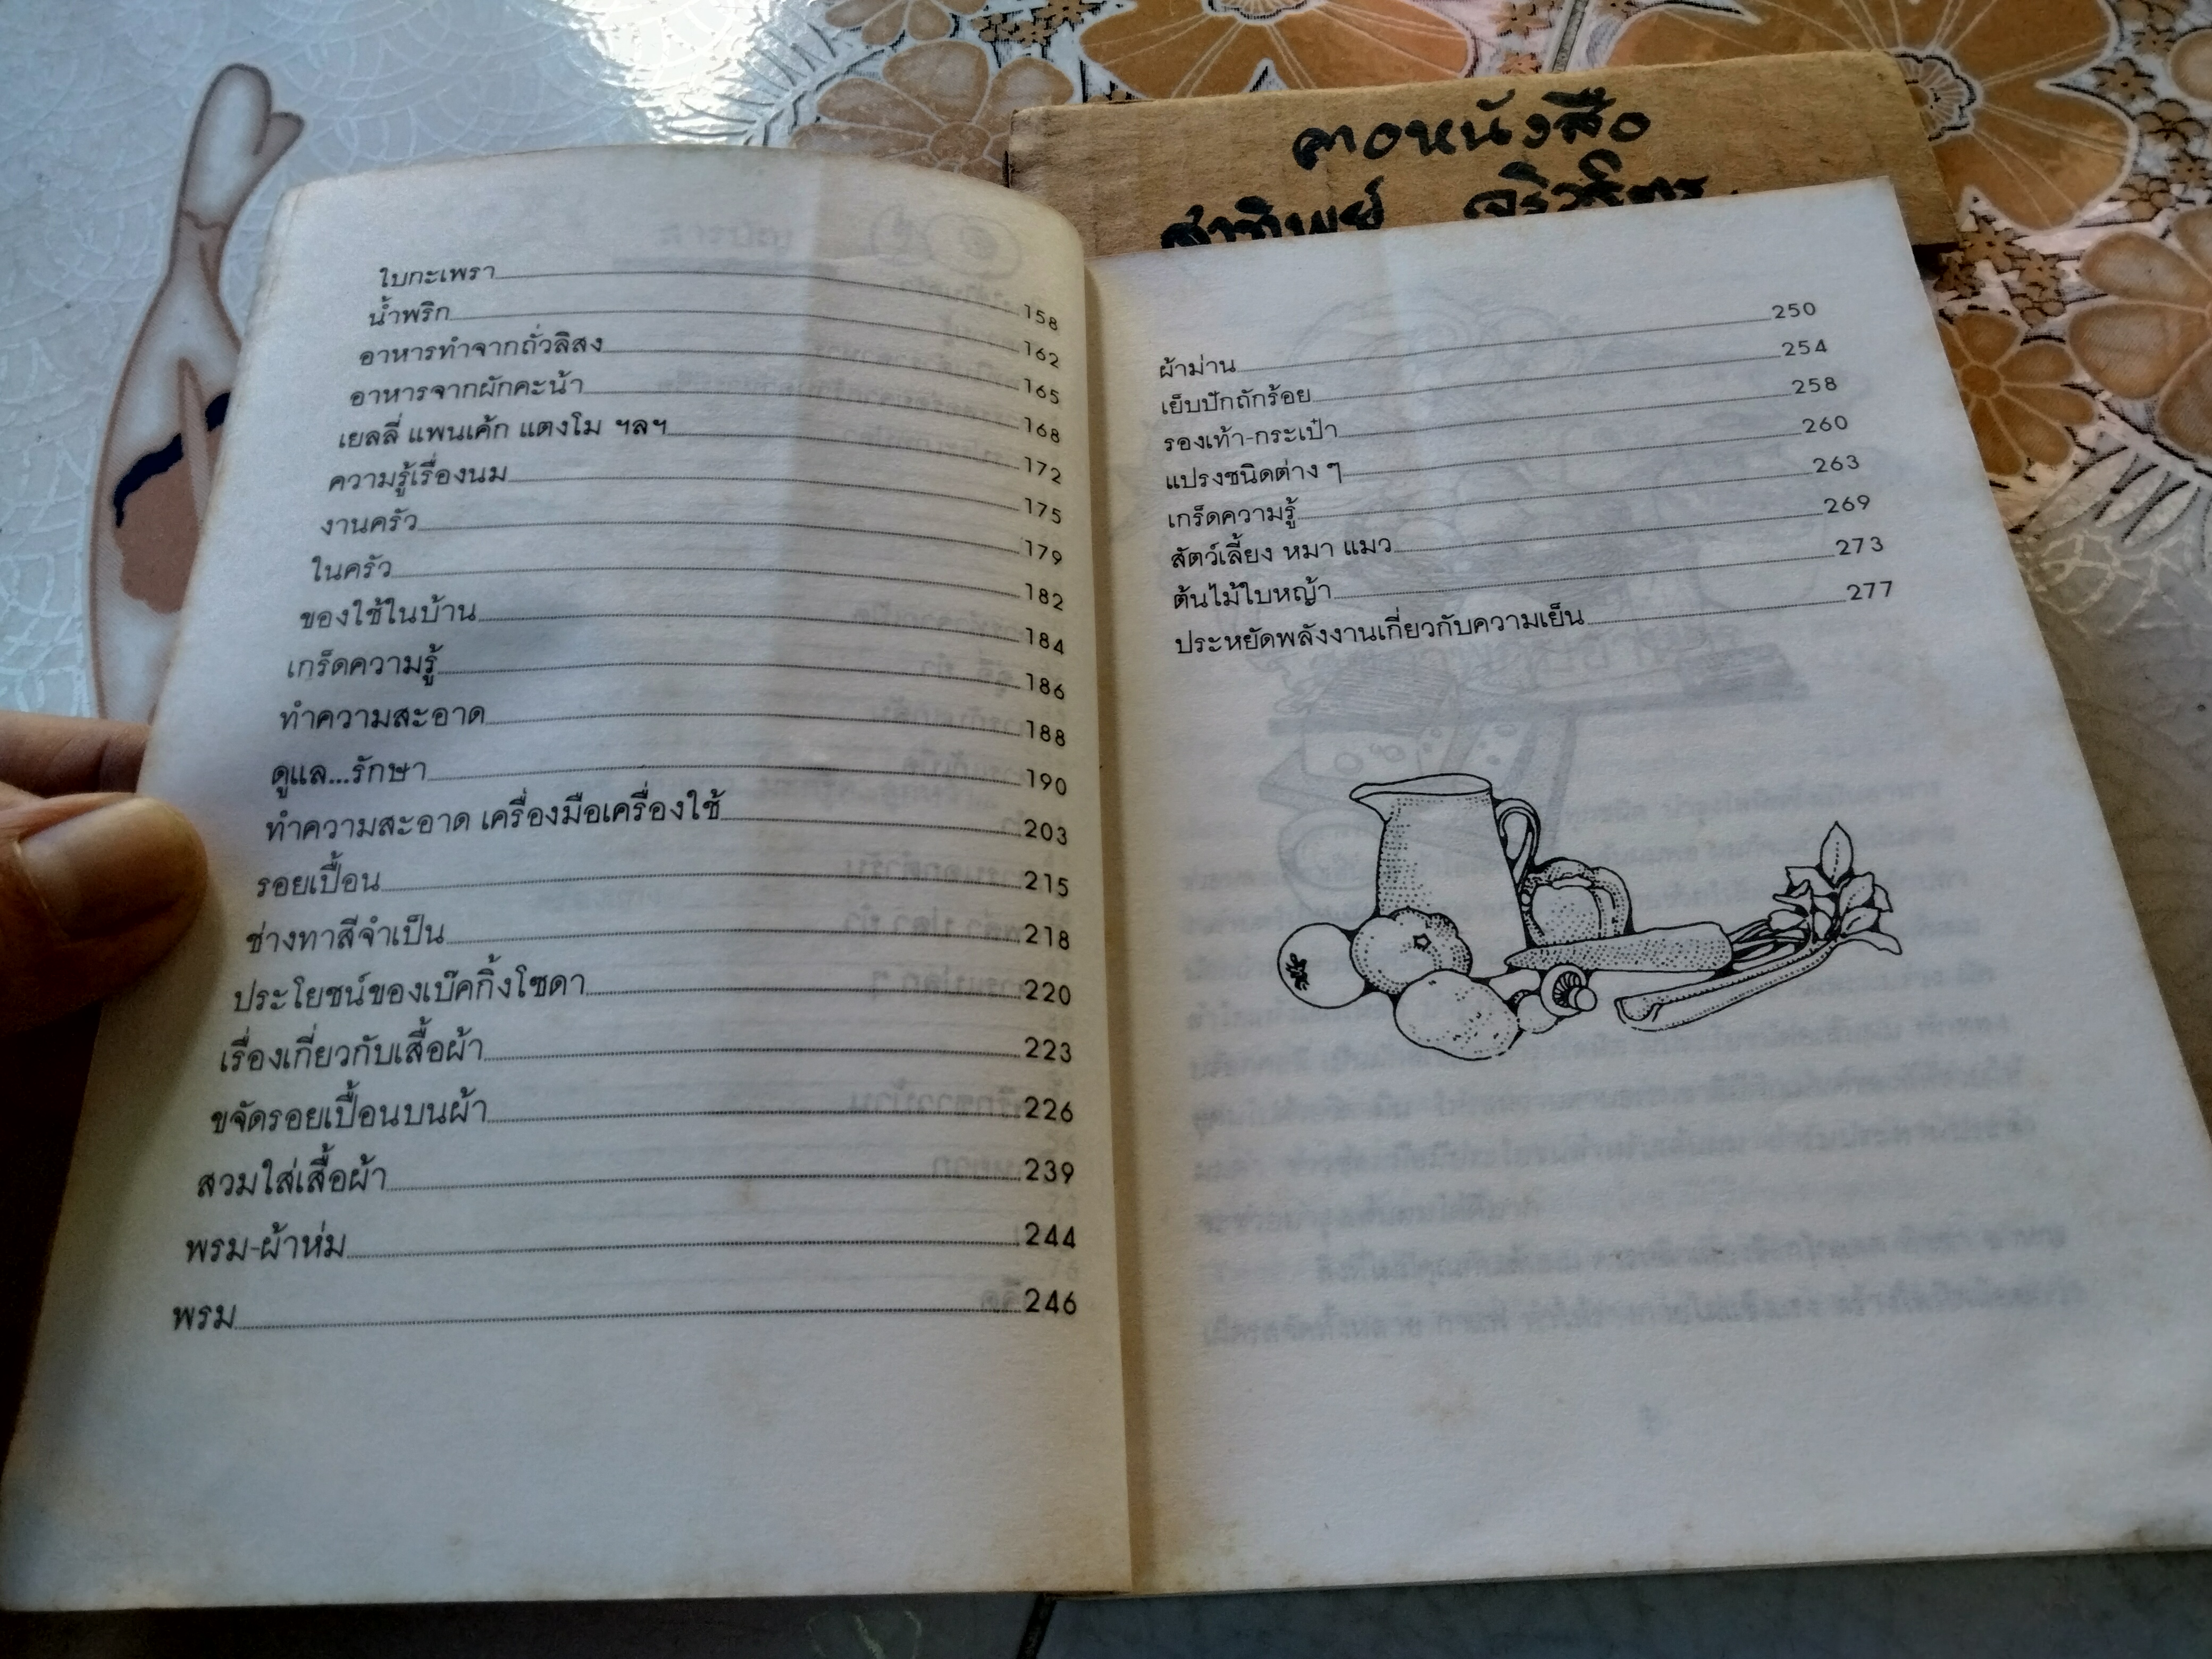 ถาดหนังสือ
ใบกะเพรา 158
น้ำพริก 162
อาหารทำจากถั่วลิสง 165
อาหารจากผักคะน้า 168
เยลลี่ แพนเค้ก แตงโม ฯลฯ 172
ความรู้เรื่องนม 175
งานครัว 179
ในครัว 182
ของใช้ในบ้าน 184
เกร็ดความรู้ 186
ทำความสะอาด 188
ดูแล...รักษา 190
ทำความสะอาด เครื่องมือเครื่องใช้ 203
รอยเปื้อน 215
ช่างทาสีจำเป็น 218
ประโยชน์ของเบ๊คกิ้งโซดา 220
เรื่องเกี่ยวกับเสื้อผ้า 223
ขจัดรอยเปื้อนบนผ้า 226
สวมใส่เสื้อผ้า 239
พรม-ผ้าห่ม 244
พรม 246
ผ้าม่าน 250
เย็บปักถักร้อย 254
รองเท้า-กระเป๋า 258
แปรงชนิดต่าง ๆ 260
เกร็ดความรู้ 263
สัตว์เลี้ยง หมา แมว 269
ต้นไม้ใบหญ้า 273
ประหยัดพลังงานเกี่ยวกับความเย็น 277